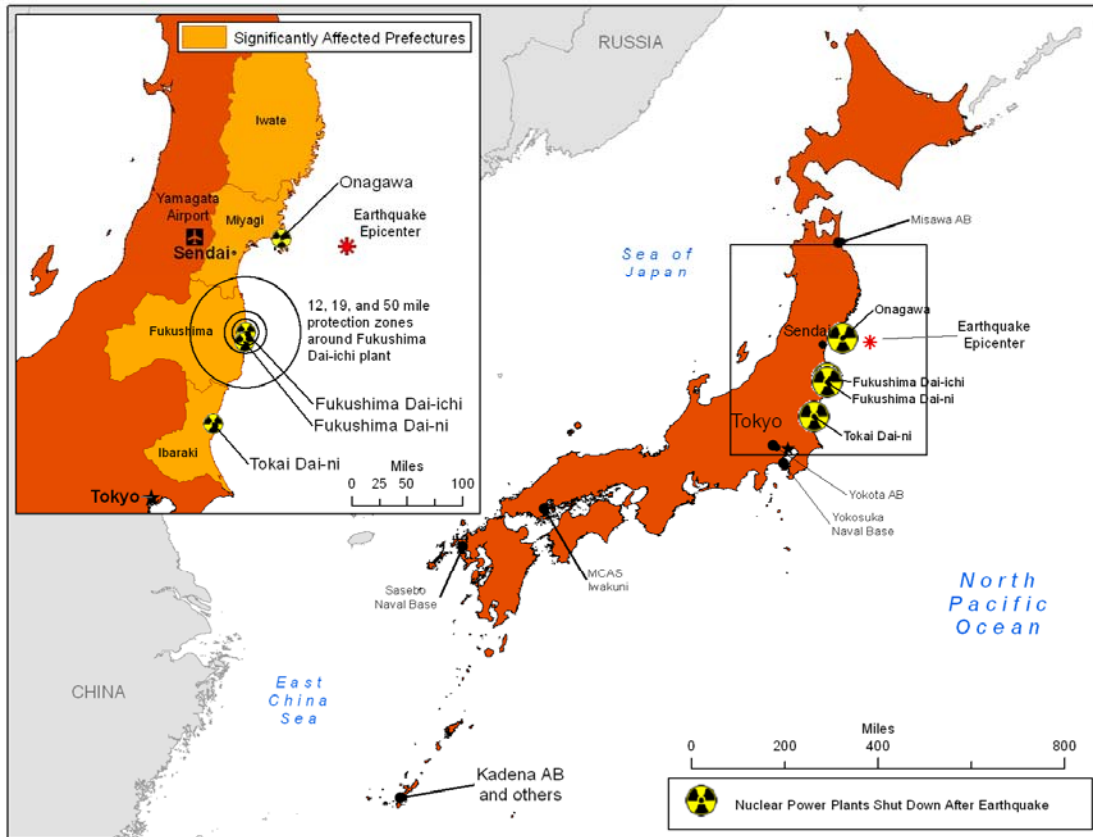 Significantly Affected Prefectures
Iwate
Onagawa
Yamagata
Airport
Miyagi
Earthquake
Epicenter
Sendai
12, 19, and 50 mile
protection zones
around Fukushima
Dai-ichi plant
Fukushima
Fukushima Dai-ichi
Fukushima Dai-ni
Tokai Dai-ni
Ibaraki
Tokyo
Miles
0 25 50 100
RUSSIA
Misawa AB
Sea of
Japan
Onagawa
Sendai
Earthquake
Epicenter
Fukushima Dai-ichi
Fukushima Dai-ni
Tokyo
Tokai Dai-ni
Yokota AB
Yokosuka
Naval Base
MCAS
Iwakuni
Sasebo
Naval Base
North
Pacific
Ocean
CHINA
East
China
Sea
Kadena AB
and others
Miles
0 200 400 800
Nuclear Power Plants Shut Down After Earthquake